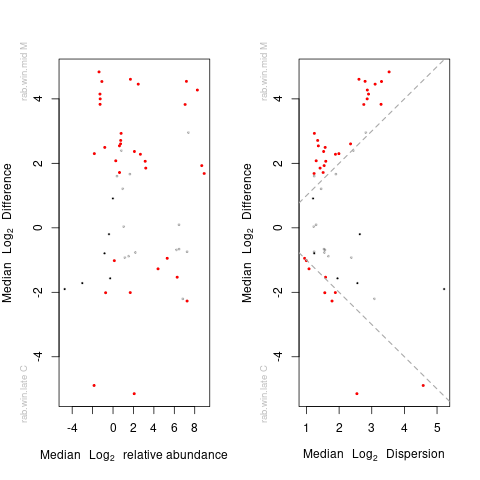 rab.win.mid.M
rab.win.late C
Median Log2 Difference
4
2
0
-2
-4
-4 -2 0 2 4 6 8
Median Log2 relative abundance
rab.win.mid.M
rab.win.late C
Median Log2 Difference
4
2
0
-2
-4
1 2 3 4 5
Median Log2 Dispersion